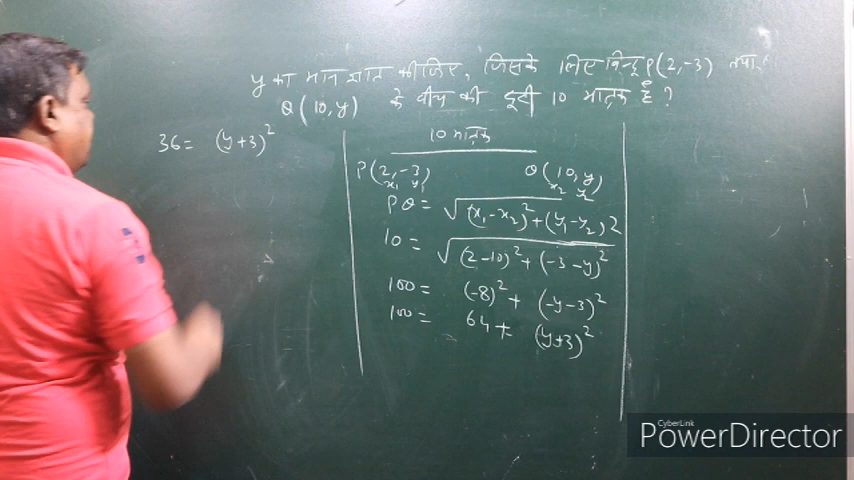 y का मान ज्ञात कीजिए, जिसके लिए बिन्दु P(2,-3) तथा
Q(10,y) के बीच की दूरी 10 मात्रक है?
36= (y+3)²
10 मात्रक
P(2,-3) Q(10,y)
x₁ y₁ x₂ y₂
PQ= √(x₁-x₂)²+(y₁-y₂)2
10= √(2-10)²+(-3-y)²
100= (-8)²+ (-y-3)²
100= 64+ (y+3)²
CyberLink
PowerDirector